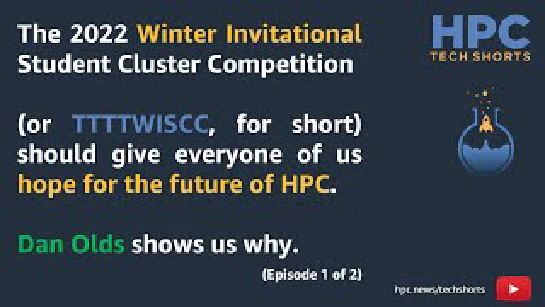 The 2022 Winter Invitational
Student Cluster Competition
(or TTTTWISCC, for short)
should give everyone of us
hope for the future of HPC.
Dan Olds shows us why.
(Episode 1 of 2)
HPC
TECH SHORTS
hpc.news/techshorts